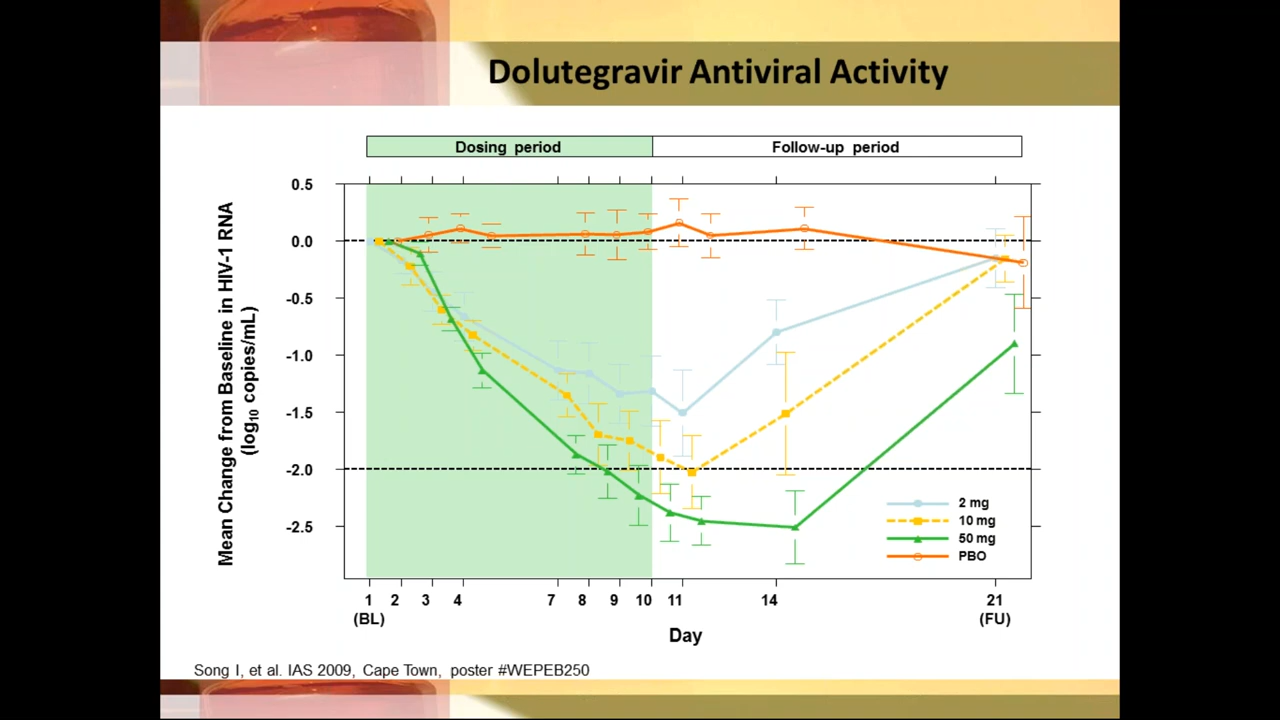 Dolutegravir Antiviral Activity
Dosing period
Follow-up period
0.5
0.0
-0.5
-1.0
-1.5
-2.0
-2.5
Mean Change from Baseline in HIV-1 RNA
(log10 copies/mL)
2 mg
10 mg
50 mg
PBO
1 2 3 4 7 8 9 10 11 14 21
(BL) (FU)
Day
Song I, et al. IAS 2009, Cape Town, poster #WEPEB250